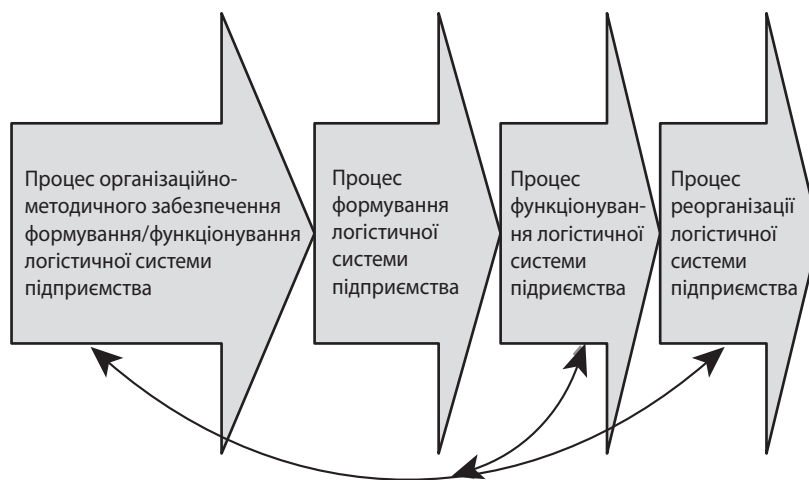 Процес організаційно-
методичного забезпечення
формування/функціонування
логістичної системи
підприємства
Процес
формування
логістичної
системи
підприємства
Процес
функціонуван-
ня логістичної
системи
підриємства
Процес
реорганізації
логістичної
системи
підприємства